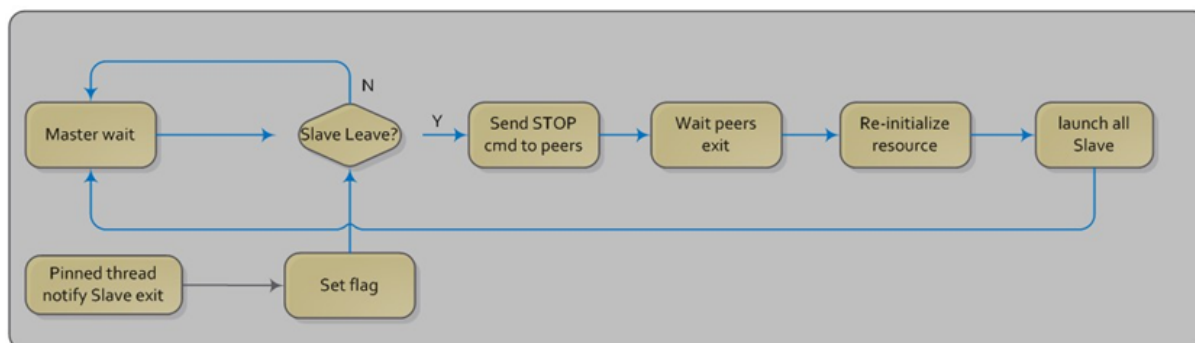 N
Master wait
Slave Leave?
Y
Send STOP
cmd to peers
Wait peers
exit
Re-initialize
resource
launch all
Slave
Pinned thread
notify Slave exit
Set flag